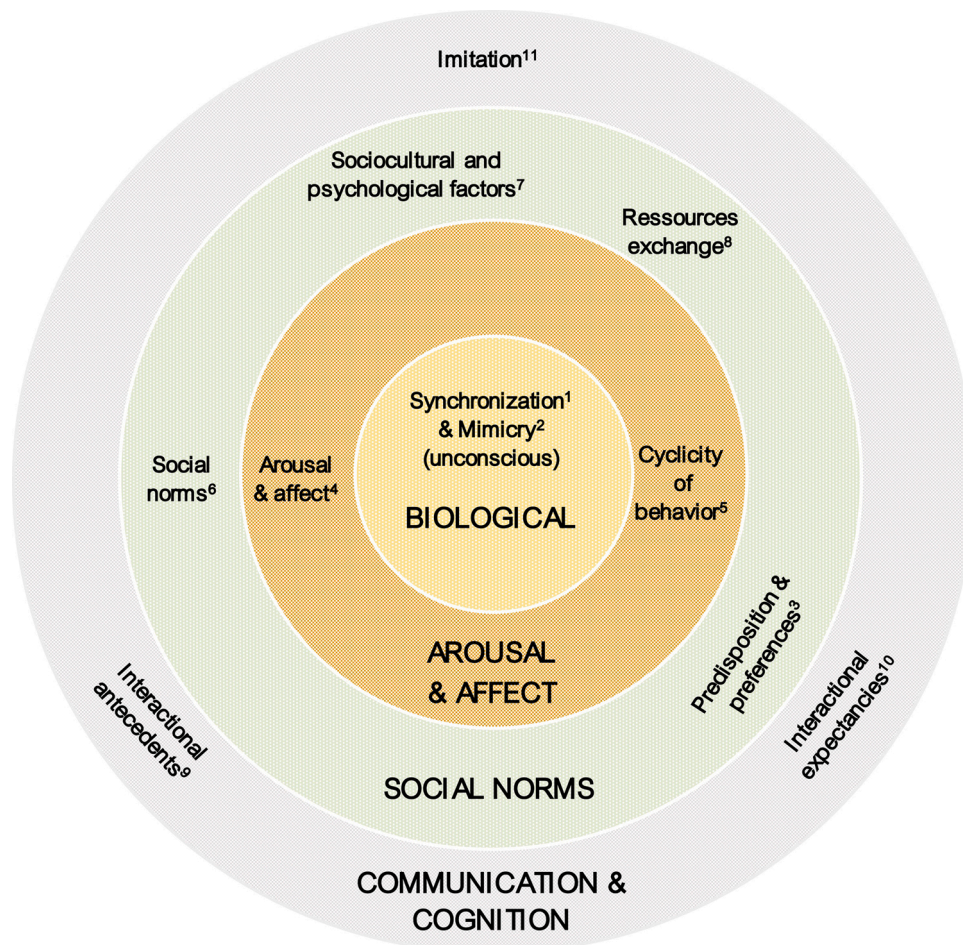 Imitation¹¹
Sociocultural and
psychological factors⁷
Ressources
exchange⁸
Synchronization¹
& Mimicry²
(unconscious)
BIOLOGICAL
Social
norms⁶
Arousal
& affect⁴
Cyclicity
of
behavior⁵
AROUSAL
& AFFECT
Predisposition &
preferences³
Interactional
antecedents⁹
Interactional
expectancies¹⁰
SOCIAL NORMS
COMMUNICATION &
COGNITION